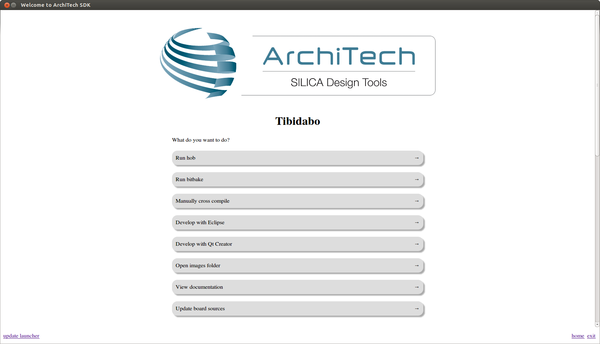 Welcome to ArchiTech SDK
ArchiTech
SILICA Design Tools
Tibidabo
What do you want to do?
Run hob →
Run bitbake →
Manually cross compile →
Develop with Eclipse →
Develop with Qt Creator →
Open images folder →
View documentation →
Update board sources →
update launcher
home exit